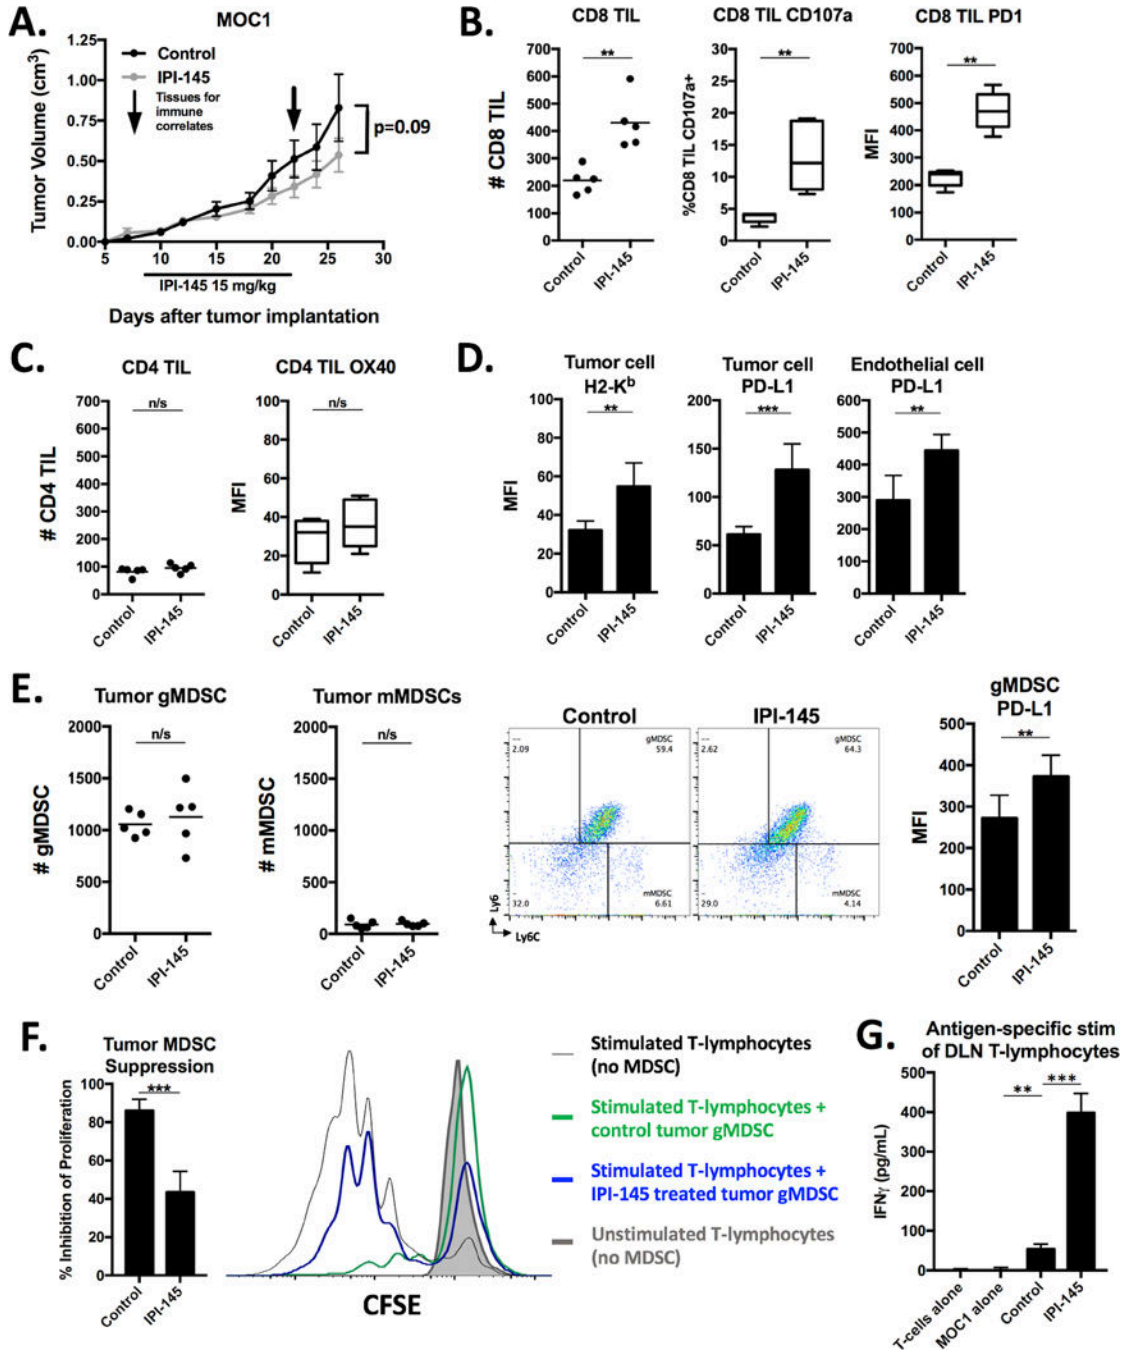 A.
MOC1
Control
IPI-145
Tissues for
immune
correlates
p=0.09
Tumor Volume (cm3)
1.25
1.00
0.75
0.50
0.25
0.00
5 10 15 20 25 30
IPI-145 15 mg/kg
Days after tumor implantation
B.
CD8 TIL
**
# CD8 TIL
700
600
500
400
300
200
100
0
Control
IPI-145
CD8 TIL CD107a
**
%CD8 TIL CD107a+
30
25
20
15
10
5
0
Control
IPI-145
CD8 TIL PD1
**
MFI
700
600
500
400
300
200
100
0
Control
IPI-145
C.
CD4 TIL
n/s
# CD4 TIL
700
600
500
400
300
200
100
0
Control
IPI-145
CD4 TIL OX40
n/s
MFI
100
80
60
40
20
0
Control
IPI-145
D.
Tumor cell
H2-Kb
**
MFI
100
80
60
40
20
0
Control
IPI-145
Tumor cell
PD-L1
***
200
150
100
50
0
Control
IPI-145
Endothelial cell
PD-L1
**
600
500
400
300
200
100
0
Control
IPI-145
E.
Tumor gMDSC
n/s
# gMDSC
2000
1500
1000
500
0
Control
IPI-145
Tumor mMDSCs
n/s
# mMDSC
2000
1500
1000
500
0
Control
IPI-145
Control
--
2.09
gMDSC
59.4
32.0
mMDSC
6.61
Ly6
Ly6C
IPI-145
--
2.62
gMDSC
64.3
29.0
mMDSC
4.14
gMDSC
PD-L1
**
MFI
500
400
300
200
100
0
Control
IPI-145
F.
Tumor MDSC
Suppression
***
% Inhibition of Proliferation
100
80
60
40
20
0
Control
IPI-145
CFSE
Stimulated T-lymphocytes
(no MDSC)
Stimulated T-lymphocytes +
control tumor gMDSC
Stimulated T-lymphocytes +
IPI-145 treated tumor gMDSC
Unstimulated T-lymphocytes
(no MDSC)
G.
Antigen-specific stim
of DLN T-lymphocytes
** ***
IFNγ (pg/mL)
500
400
300
200
100
0
T-cells alone
MOC1 alone
Control
IPI-145